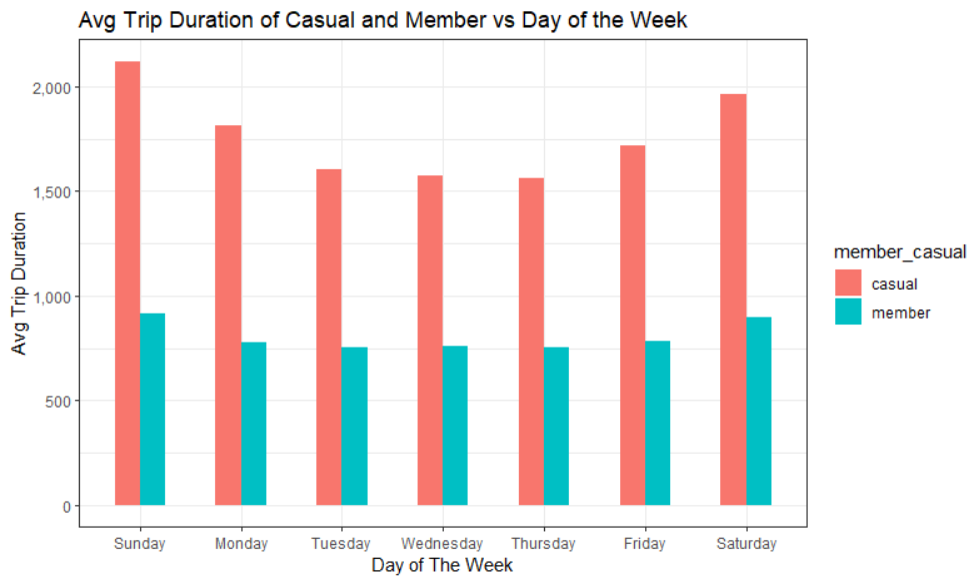 Avg Trip Duration of Casual and Member vs Day of the Week
2,000
1,500
1,000
500
0
Avg Trip Duration
Sunday Monday Tuesday Wednesday Thursday Friday Saturday
Day of The Week
member_casual
casual
member